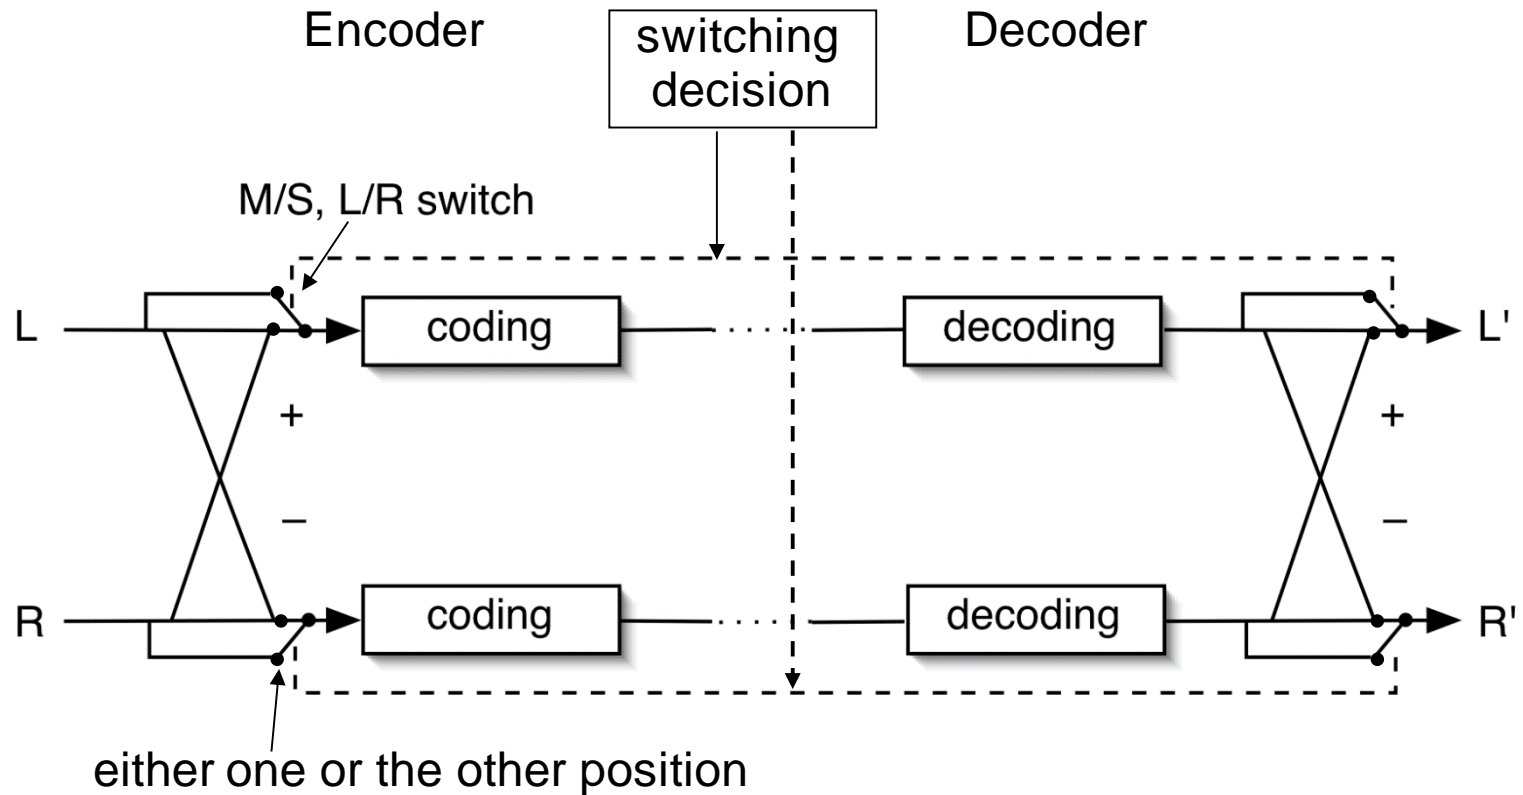 Encoder
switching
decision
Decoder
M/S, L/R switch
L
coding
decoding
L'
+
+
–
–
R
coding
decoding
R'
either one or the other position